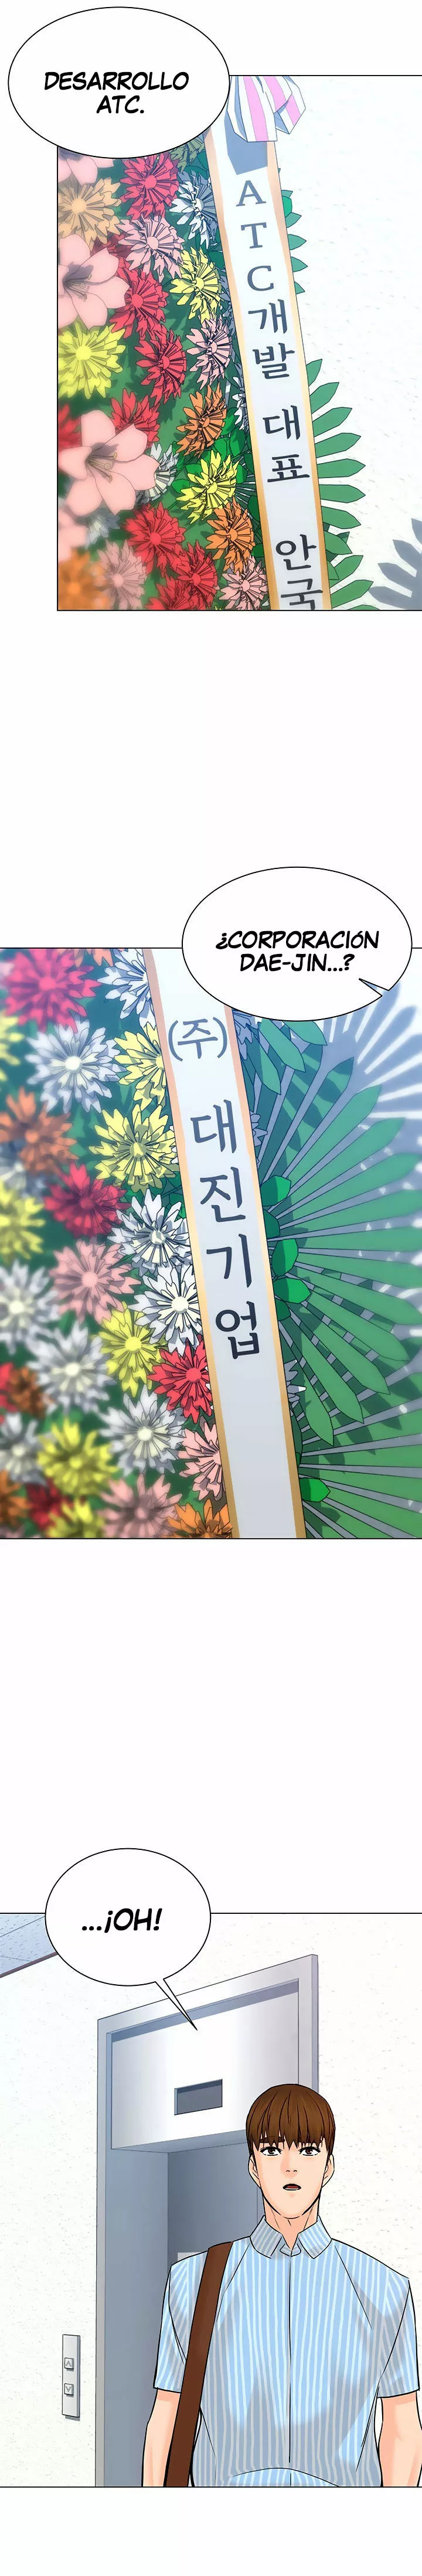 DESARROLLO
ATC.
ATC개발 대표 안국
¿CORPORACIÓN
DAE-JIN...?
(주) 대진기업
...¡OH!